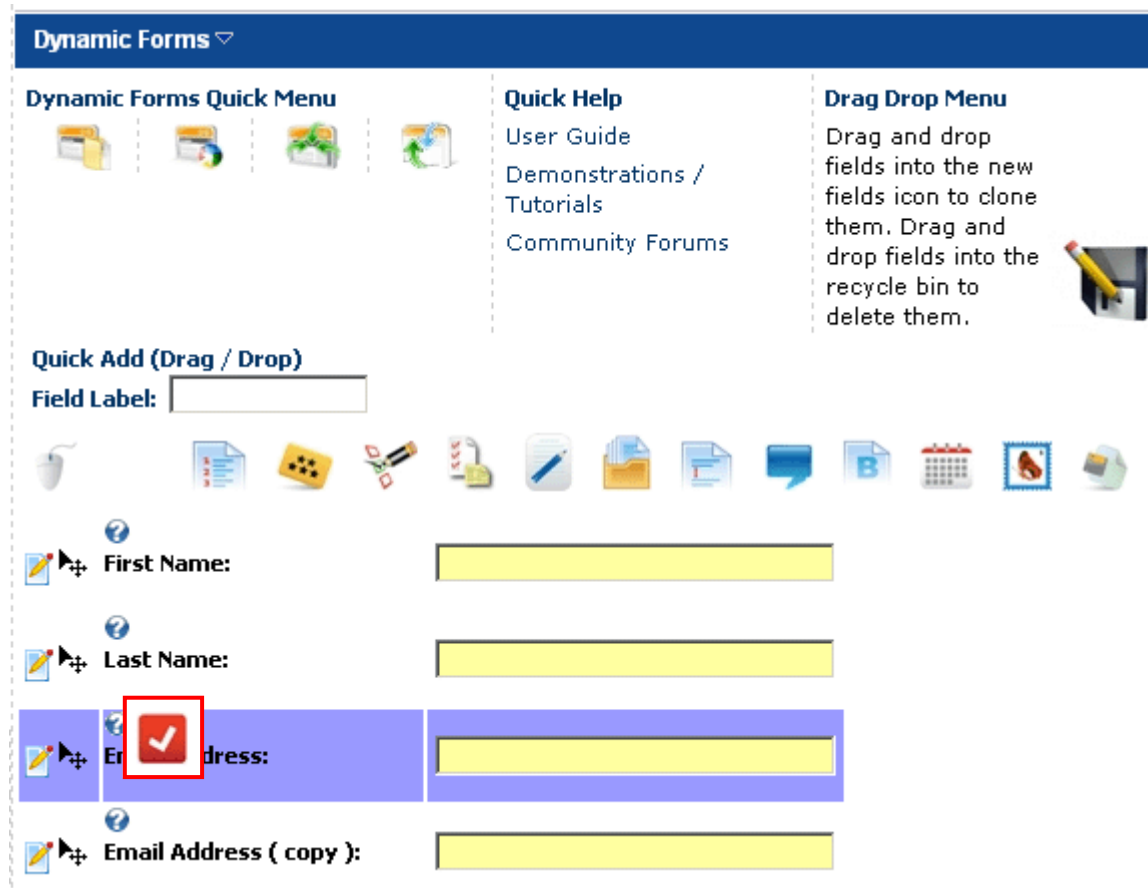 Dynamic Forms
Dynamic Forms Quick Menu
Quick Help
User Guide
Demonstrations /
Tutorials
Community Forums
Drag Drop Menu
Drag and drop
fields into the new
fields icon to clone
them. Drag and
drop fields into the
recycle bin to
delete them.
Quick Add (Drag / Drop)
Field Label:
First Name:
Last Name:
Em dress:
Email Address ( copy ):